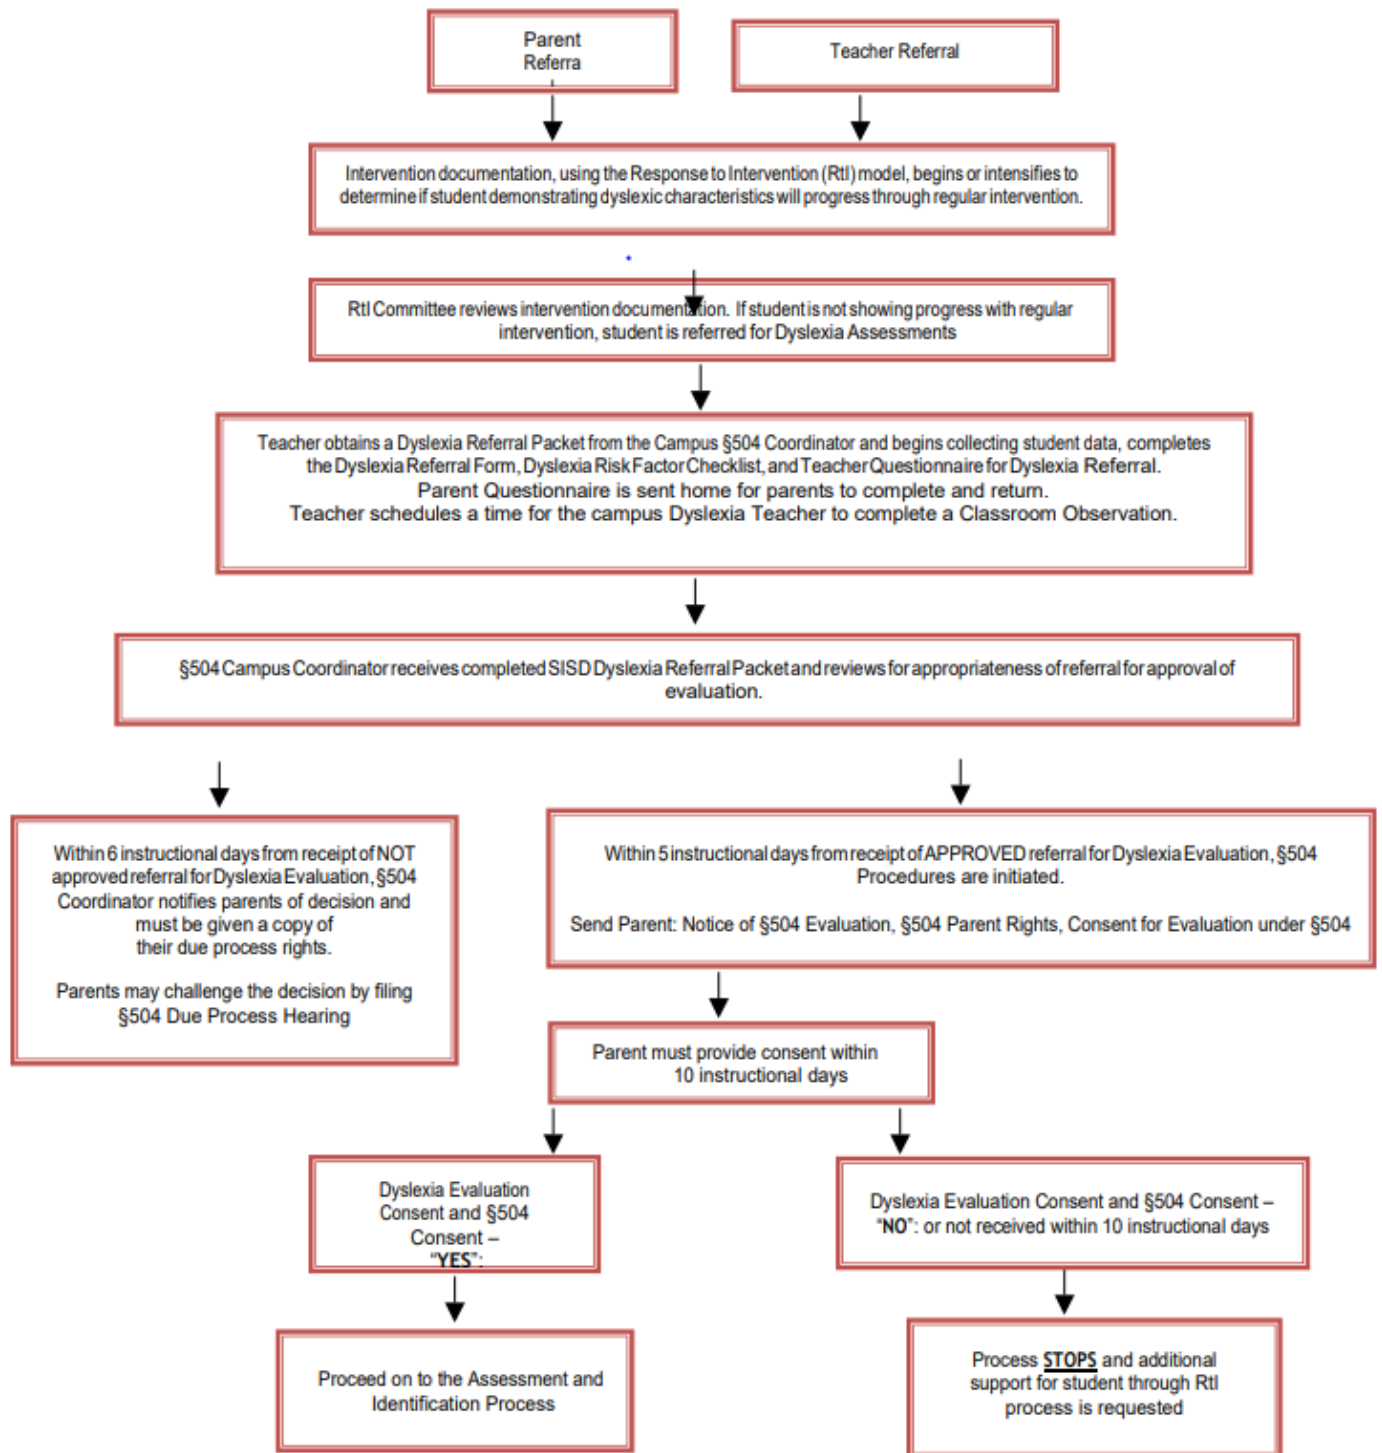 Parent
Referra
Teacher Referral
Intervention documentation, using the Response to Intervention (RtI) model, begins or intensifies to
determine if student demonstrating dyslexic characteristics will progress through regular intervention.
RtI Committee reviews intervention documentation. If student is not showing progress with regular
intervention, student is referred for Dyslexia Assessments
Teacher obtains a Dyslexia Referral Packet from the Campus §504 Coordinator and begins collecting student data, completes
the Dyslexia Referral Form, Dyslexia Risk Factor Checklist, and Teacher Questionnaire for Dyslexia Referral.
Parent Questionnaire is sent home for parents to complete and return.
Teacher schedules a time for the campus Dyslexia Teacher to complete a Classroom Observation.
§504 Campus Coordinator receives completed SISD Dyslexia Referral Packet and reviews for appropriateness of referral for approval of
evaluation.
Within 6 instructional days from receipt of NOT
approved referral for Dyslexia Evaluation, §504
Coordinator notifies parents of decision and
must be given a copy of
their due process rights.
Parents may challenge the decision by filing
§504 Due Process Hearing
Within 5 instructional days from receipt of APPROVED referral for Dyslexia Evaluation, §504
Procedures are initiated.
Send Parent: Notice of §504 Evaluation, §504 Parent Rights, Consent for Evaluation under §504
Parent must provide consent within
10 instructional days
Dyslexia Evaluation
Consent and §504
Consent –
"YES":
Dyslexia Evaluation Consent and §504 Consent –
"NO": or not received within 10 instructional days
Proceed on to the Assessment and
Identification Process
Process STOPS and additional
support for student through RtI
process is requested